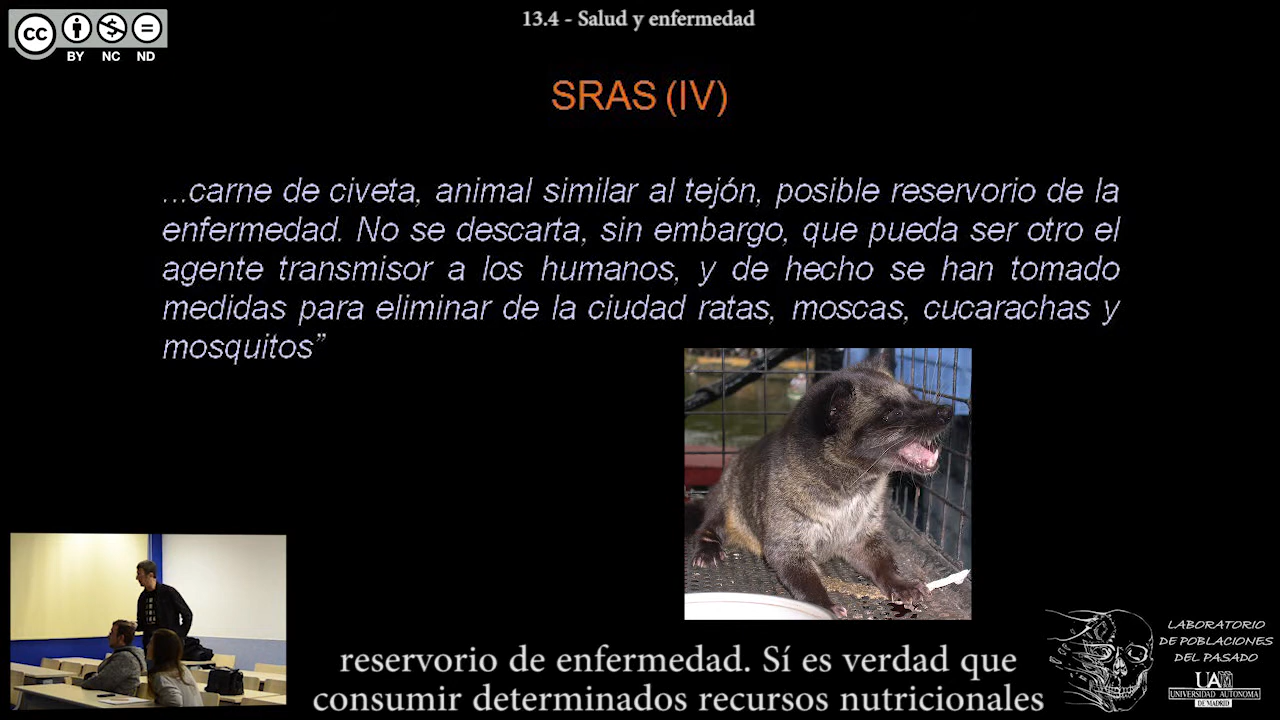 13.4 - Salud y enfermedad
cc
BY NC ND
SRAS (IV)
...carne de civeta, animal similar al tejón, posible reservorio de la
enfermedad. No se descarta, sin embargo, que pueda ser otro el
agente transmisor a los humanos, y de hecho se han tomado
medidas para eliminar de la ciudad ratas, moscas, cucarachas y
mosquitos”
reservorio de enfermedad. Sí es verdad que
consumir determinados recursos nutricionales
LABORATORIO
DE POBLACIONES
DEL PASADO
UAM
UNIVERSIDAD AUTONOMA
DE MADRID